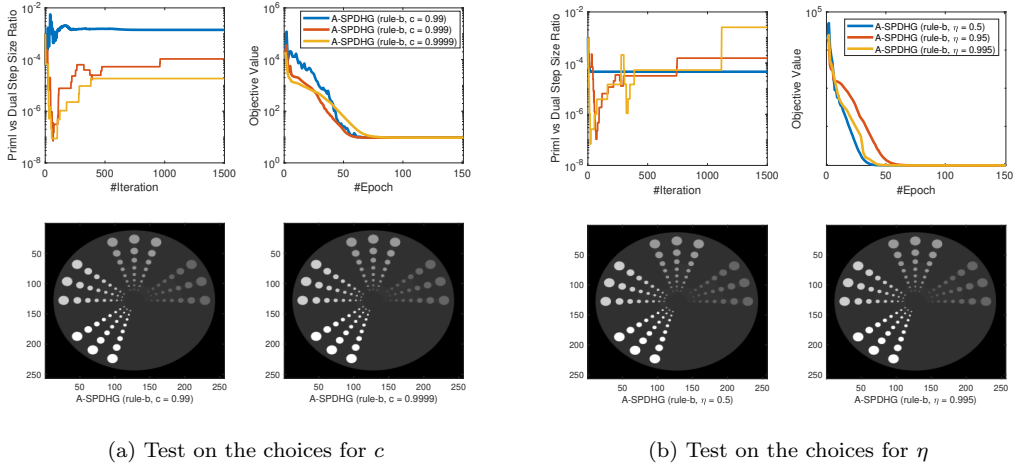 Priml vs Dual Step Size Ratio
10^-2
10^-4
10^-6
10^-8
0
500
1000
1500
#Iteration
Objective Value
10^6
10^4
10^2
10^0
0
50
100
150
#Epoch
A-SPDHG (rule-b, c = 0.99)
A-SPDHG (rule-b, c = 0.999)
A-SPDHG (rule-b, c = 0.9999)
Priml vs Dual Step Size Ratio
10^-2
10^-4
10^-6
10^-8
0
500
1000
1500
#Iteration
Objective Value
10^5
0
50
100
150
#Epoch
A-SPDHG (rule-b, η = 0.5)
A-SPDHG (rule-b, η = 0.95)
A-SPDHG (rule-b, η = 0.995)
50
100
150
200
250
50 100 150 200 250
A-SPDHG (rule-b, c = 0.99)
50
100
150
200
250
50 100 150 200 250
A-SPDHG (rule-b, c = 0.9999)
50
100
150
200
250
50 100 150 200 250
A-SPDHG (rule-b, η = 0.5)
50
100
150
200
250
50 100 150 200 250
A-SPDHG (rule-b, η = 0.995)
(a) Test on the choices for c
(b) Test on the choices for η